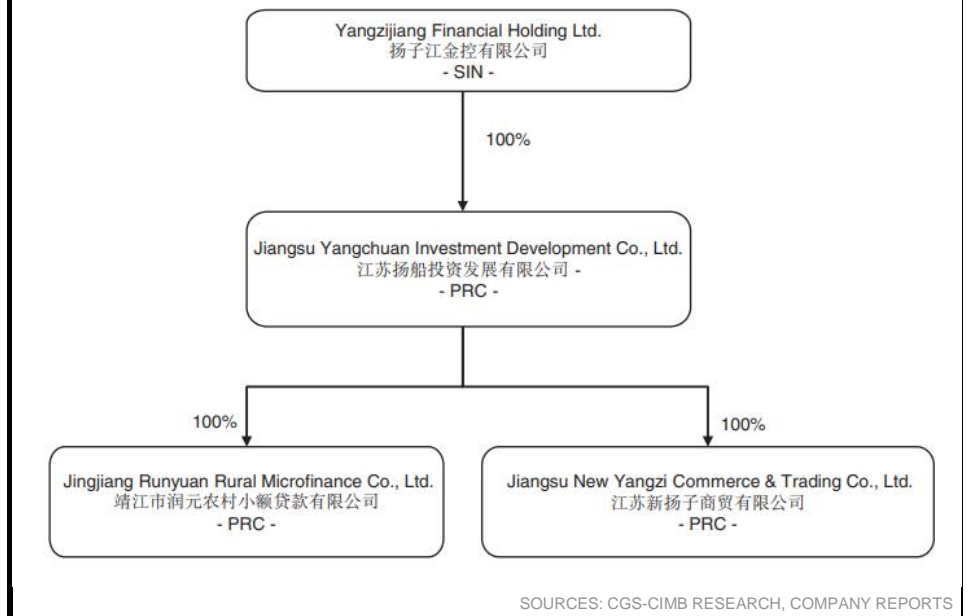 Yangzijiang Financial Holding Ltd.
扬子江金控有限公司
- SIN -
100%
Jiangsu Yangchuan Investment Development Co., Ltd.
江苏扬船投资发展有限公司 -
- PRC -
100%
100%
Jingjiang Runyuan Rural Microfinance Co., Ltd.
靖江市润元农村小额贷款有限公司
- PRC -
Jiangsu New Yangzi Commerce & Trading Co., Ltd.
江苏新扬子商贸有限公司
- PRC -
SOURCES: CGS-CIMB RESEARCH, COMPANY REPORTS